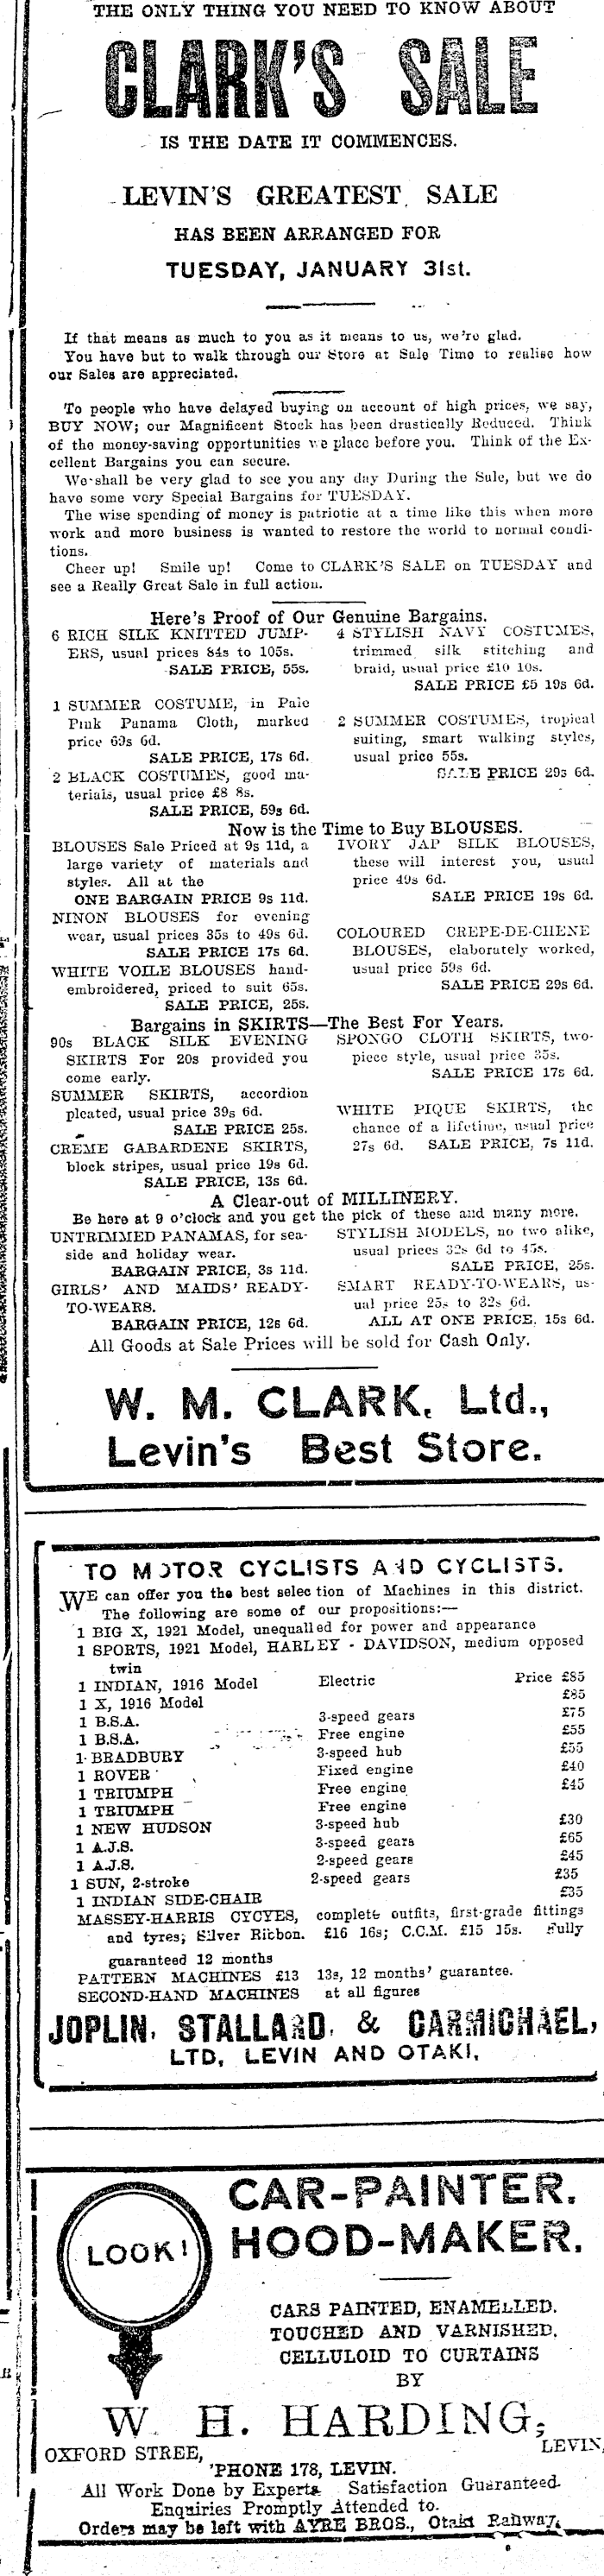 THE ONLY THING YOU NEED TO KNOW ABOUT
CLARK'S SALE
IS THE DATE IT COMMENCES.
LEVIN'S GREATEST SALE
HAS BEEN ARRANGED FOR
TUESDAY, JANUARY 31st.
If that means as much to you as it means to us, we're glad.
You have but to walk through our Store at Sale Time to realise how
our Sales are appreciated.
To people who have delayed buying on account of high prices, we say,
BUY NOW; our Magnificent Stock has been drastically Reduced. Think
of the money-saving opportunities we place before you. Think of the Ex-
cellent Bargains you can secure.
We shall be very glad to see you any day During the Sale, but we do
have some very Special Bargains for TUESDAY.
The wise spending of money is patriotic at a time like this when more
work and more business is wanted to restore the world to normal condi-
tions.
Cheer up! Smile up! Come to CLARK'S SALE on TUESDAY and
see a Really Great Sale in full action.
Here's Proof of Our Genuine Bargains.
6 RICH SILK KNITTED JUMP-
ERS, usual prices 84s to 105s.
SALE PRICE, 55s.
1 SUMMER COSTUME, in Pale
Pink Panama Cloth, marked
price 69s 6d.
SALE PRICE, 17s 6d.
2 BLACK COSTUMES, good ma-
terials, usual price £8 8s.
SALE PRICE, 59s 6d.
4 STYLISH NAVY COSTUMES,
trimmed silk stitching and
braid, usual price £10 10s.
SALE PRICE £5 19s 6d.
2 SUMMER COSTUMES, tropical
suiting, smart walking styles,
usual price 55s.
SALE PRICE 29s 6d.
Now is the Time to Buy BLOUSES.
BLOUSES Sale Priced at 9s 11d, a
large variety of materials and
styles. All at the
ONE BARGAIN PRICE 9s 11d.
NINON BLOUSES for evening
wear, usual prices 35s to 49s 6d.
SALE PRICE 17s 6d.
WHITE VOILE BLOUSES hand-
embroidered, priced to suit 65s.
SALE PRICE, 25s.
IVORY JAP SILK BLOUSES,
these will interest you, usual
price 49s 6d.
SALE PRICE 19s 6d.
COLOURED CREPE-DE-CHENE
BLOUSES, elaborately worked,
usual price 59s 6d.
SALE PRICE 29s 6d.
Bargains in SKIRTS—The Best For Years.
90s BLACK SILK EVENING
SKIRTS For 20s provided you
come early.
SUMMER SKIRTS, accordion
pleated, usual price 39s 6d.
SALE PRICE 25s.
CREME GABARDENE SKIRTS,
block stripes, usual price 19s 6d.
SALE PRICE, 13s 6d.
SPONGO CLOTH SKIRTS, two-
piece style, usual price 35s.
SALE PRICE 17s 6d.
WHITE PIQUE SKIRTS, the
chance of a lifetime, usual price
27s 6d. SALE PRICE, 7s 11d.
A Clear-out of MILLINERY.
Be here at 9 o'clock and you get the pick of these and many more.
UNTRIMMED PANAMAS, for sea-
side and holiday wear.
BARGAIN PRICE, 3s 11d.
GIRLS' AND MAIDS' READY-
TO-WEARS.
BARGAIN PRICE, 12s 6d.
STYLISH MODELS, no two alike,
usual prices 32s 6d to 45s.
SALE PRICE, 25s.
SMART READY-TO-WEARS, us-
ual price 25s to 32s 6d.
ALL AT ONE PRICE, 15s 6d.
All Goods at Sale Prices will be sold for Cash Only.
W. M. CLARK, Ltd.,
Levin's Best Store.
TO MOTOR CYCLISTS AND CYCLISTS.
WE can offer you the best selection of Machines in this district.
The following are some of our propositions:—
1 BIG X, 1921 Model, unequalled for power and appearance
1 SPORTS, 1921 Model, HARLEY - DAVIDSON, medium opposed
twin
1 INDIAN, 1916 Model Electric Price £85
1 X, 1916 Model £85
1 B.S.A. 3-speed gears £75
1 B.S.A. Free engine £55
1 BRADBURY 3-speed hub £55
1 ROVER Fixed engine £40
1 TRIUMPH Free engine £45
1 TRIUMPH Free engine
1 NEW HUDSON 3-speed hub £30
1 A.J.S. 3-speed gears £65
1 A.J.S. 2-speed gears £45
1 SUN, 2-stroke 2-speed gears £35
1 INDIAN SIDE-CHAIR £35
MASSEY-HARRIS CYCYES, complete outfits, first-grade fittings
and tyres; Silver Ribbon. £16 16s; C.C.M. £15 15s. Fully
guaranteed 12 months
PATTERN MACHINES £13 13s, 12 months' guarantee.
SECOND-HAND MACHINES at all figures
JOPLIN, STALLARD, & CARMICHAEL,
LTD, LEVIN AND OTAKI,
LOOK!
CAR-PAINTER.
HOOD-MAKER.
CARS PAINTED, ENAMELLED.
TOUCHED AND VARNISHED,
CELLULOID TO CURTAINS
BY
W. H. HARDING,
OXFORD STREE, LEVIN,
'PHONE 178, LEVIN.
All Work Done by Experts Satisfaction Guaranteed.
Enquiries Promptly Attended to.
Orders may be left with AYRE BROS., Otaki Railway.